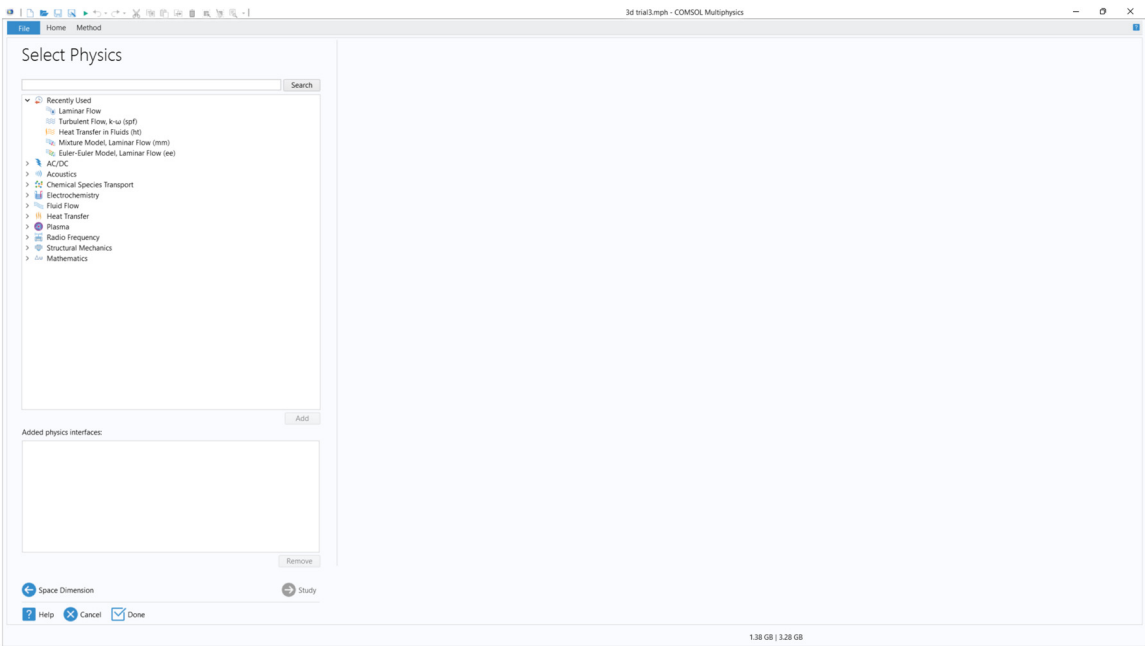 3d trial3.mph - COMSOL Multiphysics
File Home Method
Select Physics
Search
Recently Used
Laminar Flow
Turbulent Flow, k-ω (spf)
Heat Transfer in Fluids (ht)
Mixture Model, Laminar Flow (mm)
Euler-Euler Model, Laminar Flow (ee)
AC/DC
Acoustics
Chemical Species Transport
Electrochemistry
Fluid Flow
Heat Transfer
Plasma
Radio Frequency
Structural Mechanics
Mathematics
Add
Added physics interfaces:
Remove
Space Dimension Study
? Help Cancel Done
1.38 GB | 3.28 GB